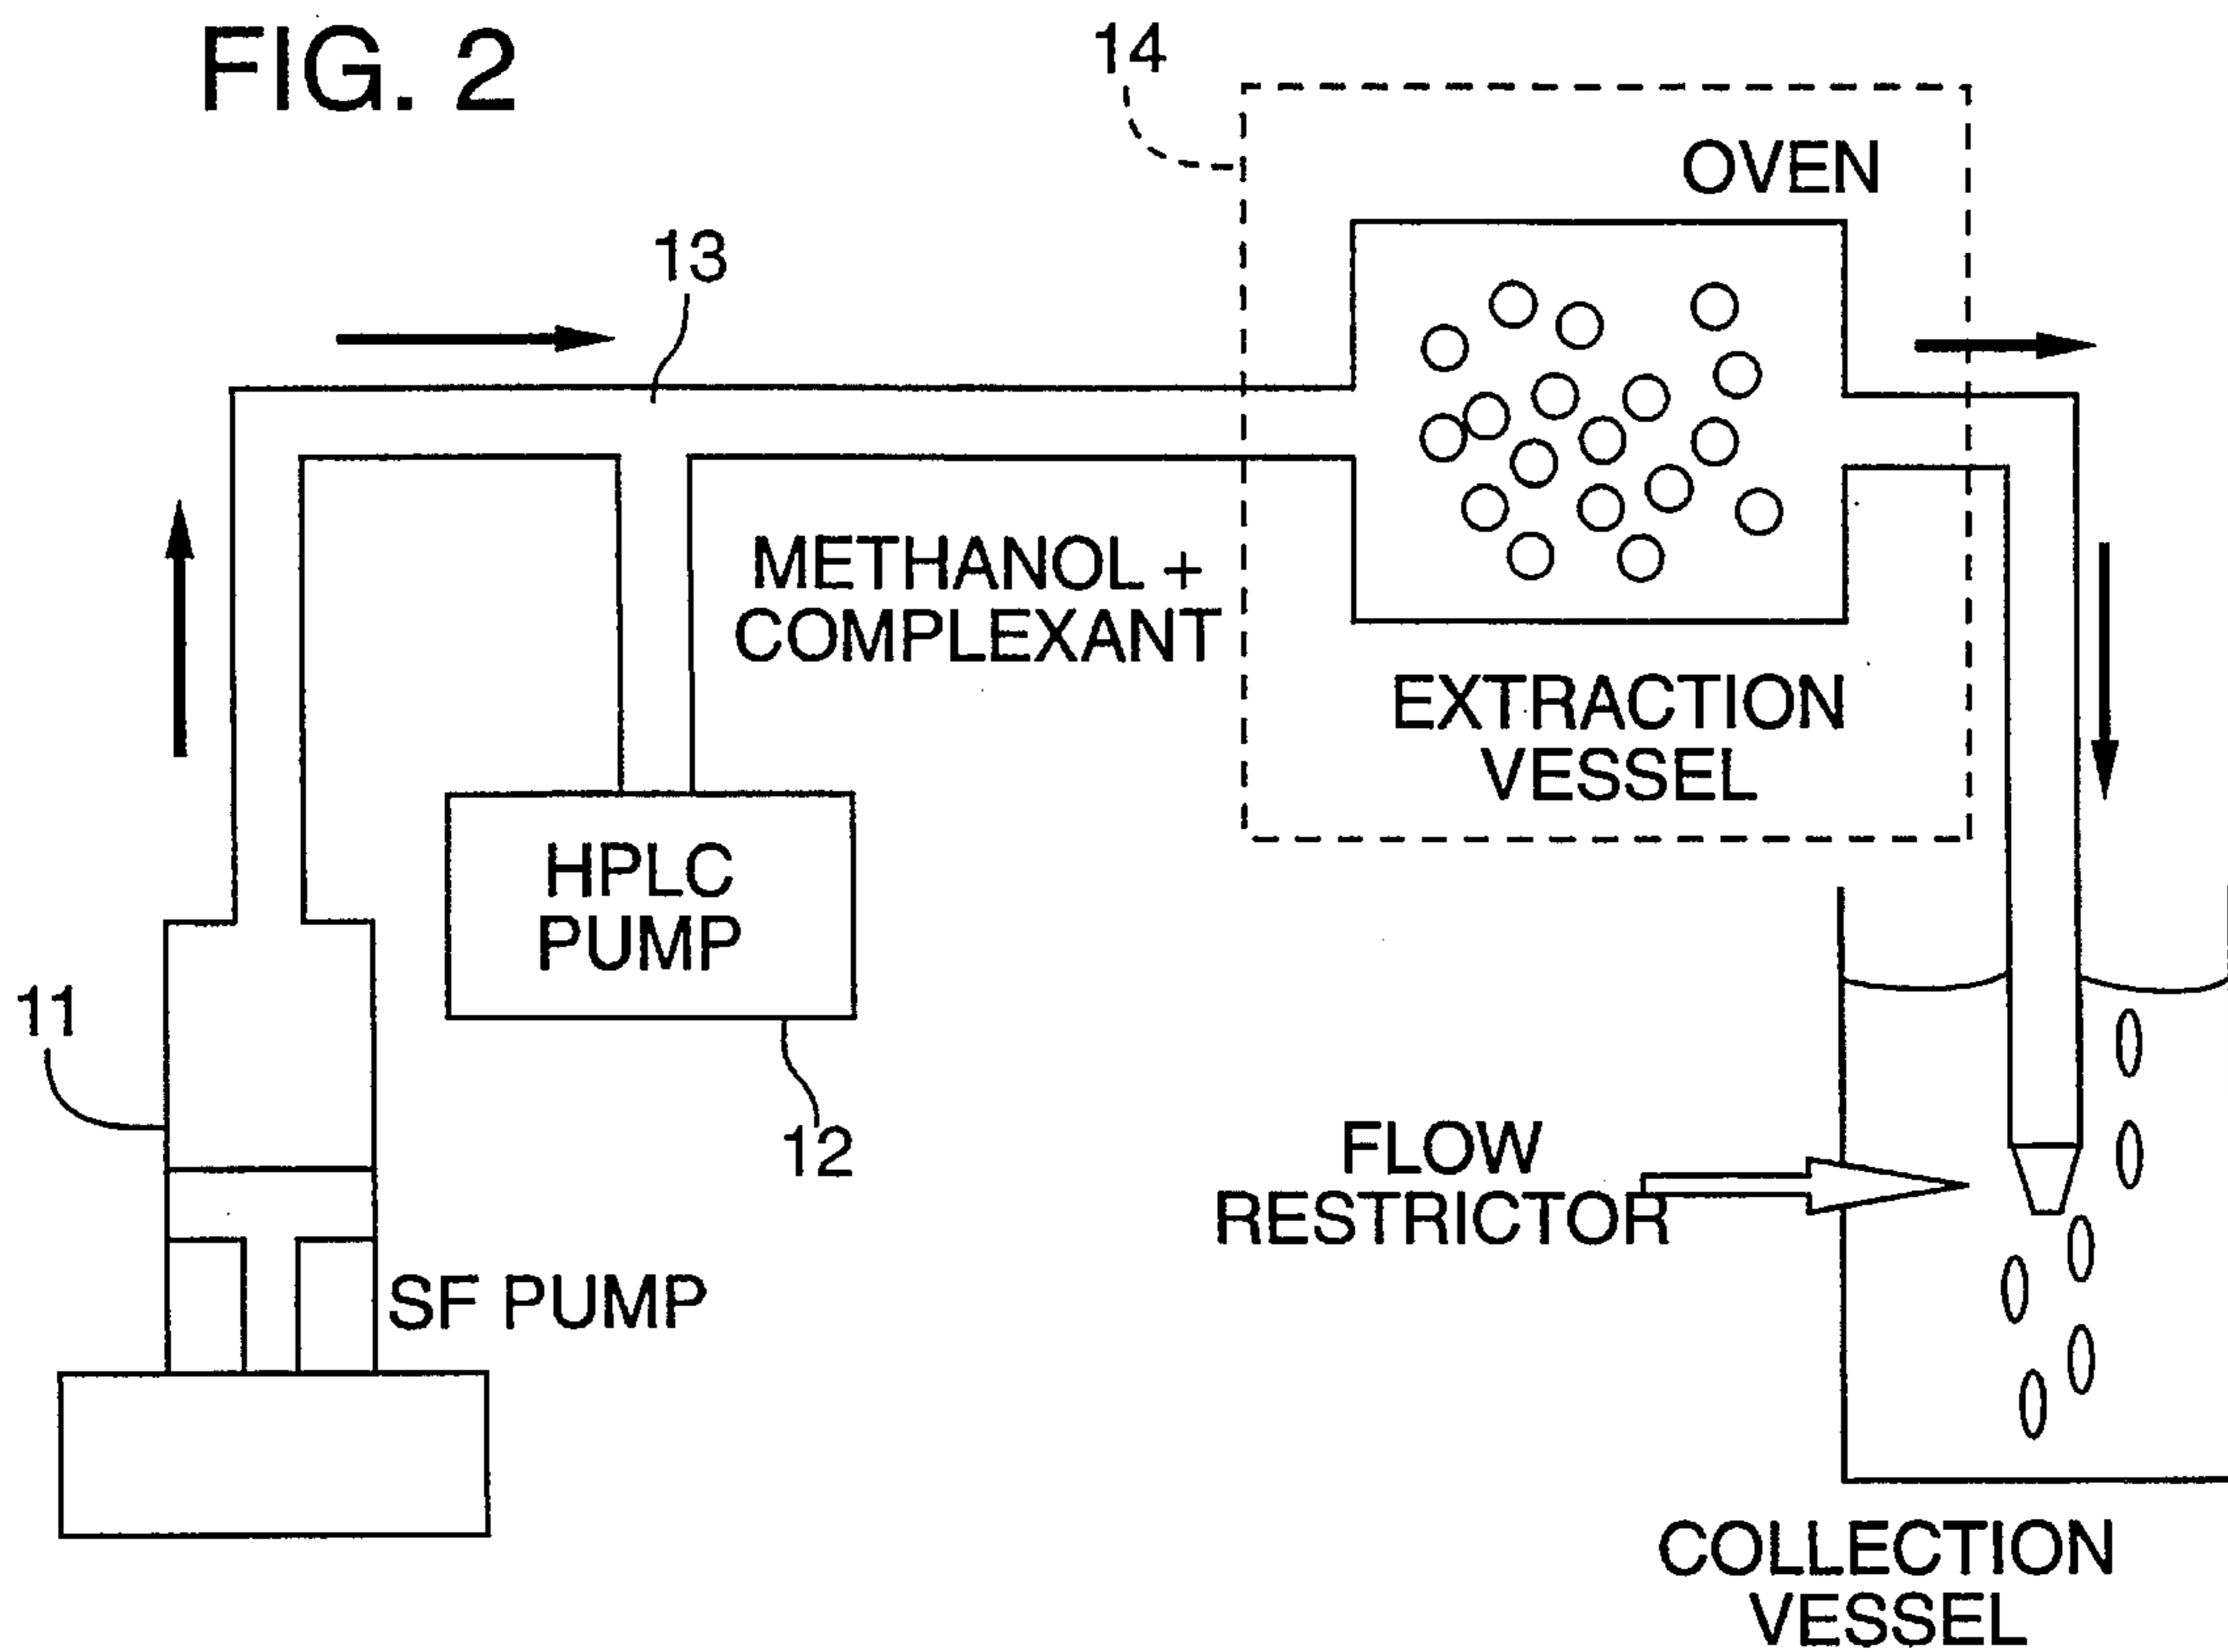 FIG. 2
14
OVEN
13
METHANOL +
COMPLEXANT
EXTRACTION
VESSEL
HPLC
PUMP
11
12
FLOW
RESTRICTOR
SF PUMP
COLLECTION
VESSEL